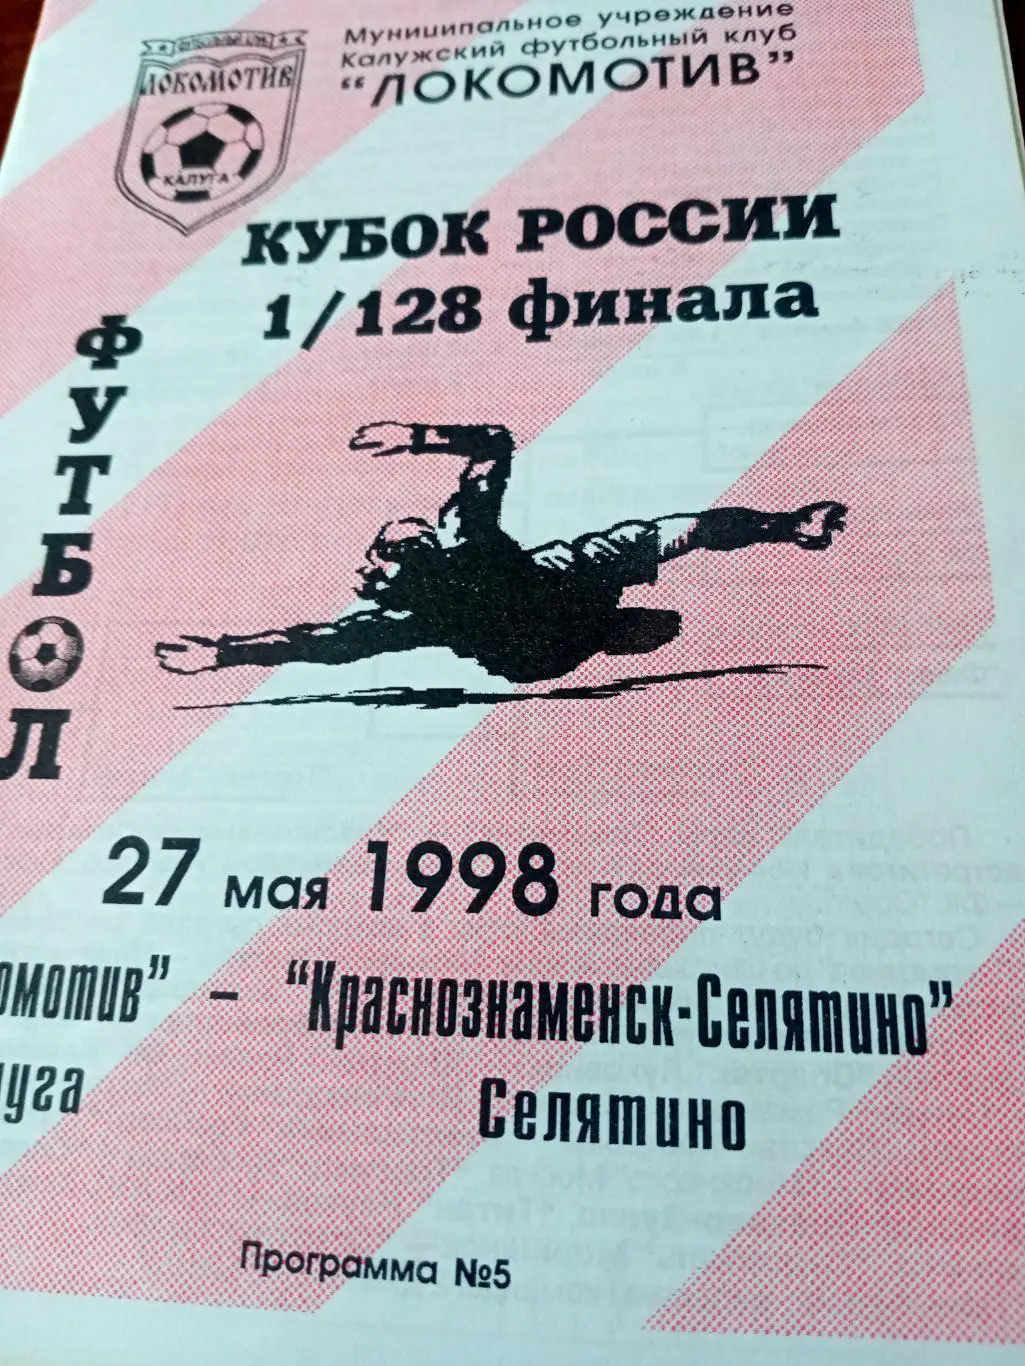 ЛОКОМОТИВ
КАЛУГА
Муниципальное учреждение
Калужский футбольный клуб
“ЛОКОМОТИВ”
КУБОК РОССИИ
1/128 финала
ФУТБОЛ
27 мая 1998 года
омотив” – “Краснознаменск-Селятино”
луга Селятино
Программа №5